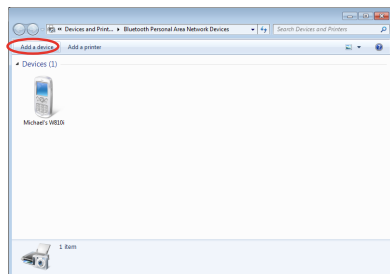 « Devices and Print... ▸ Bluetooth Personal Area Network Devices
Search Devices and Printers
Add a device
Add a printer
Devices (1)
Michael's W810i
1 item